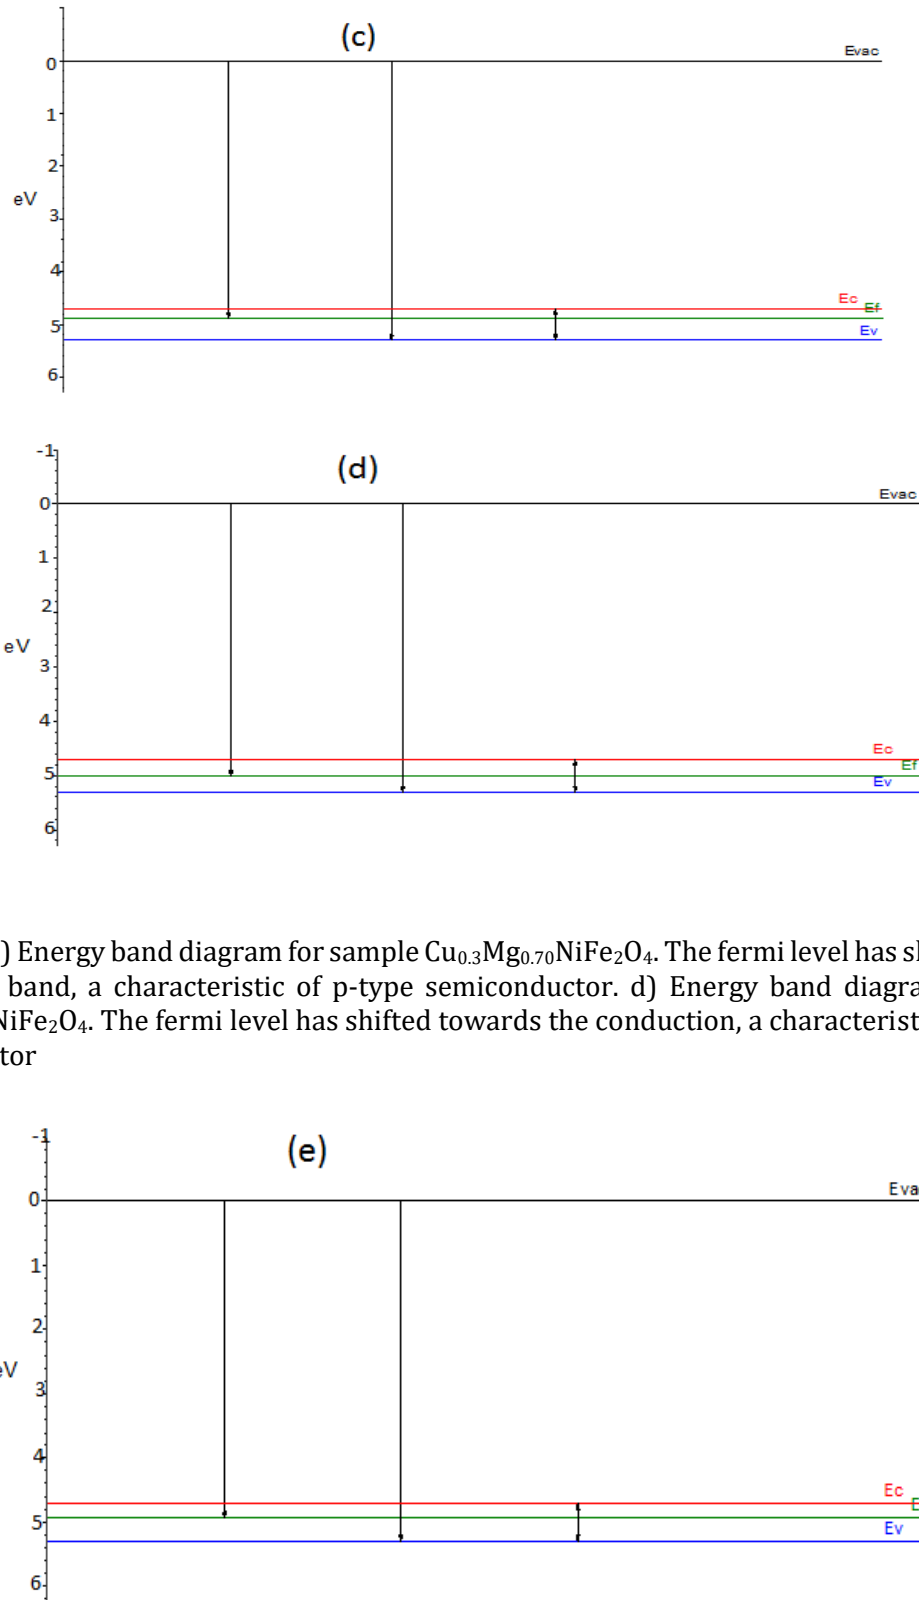 (c)
Evac
0
1
2
eV
3
4
Ec
Ef
5
Ev
6
-1
(d)
0
Evac
1
2
eV
3
4
Ec
Ef
5
Ev
6
) Energy band diagram for sample Cu₀.₃Mg₀.₇₀NiFe₂O₄. The fermi level has s
band, a characteristic of p-type semiconductor. d) Energy band diagra
NiFe₂O₄. The fermi level has shifted towards the conduction, a characterist
tor
-1
(e)
Eva
0
1
2
eV
3
4
Ec
E
5
Ev
6